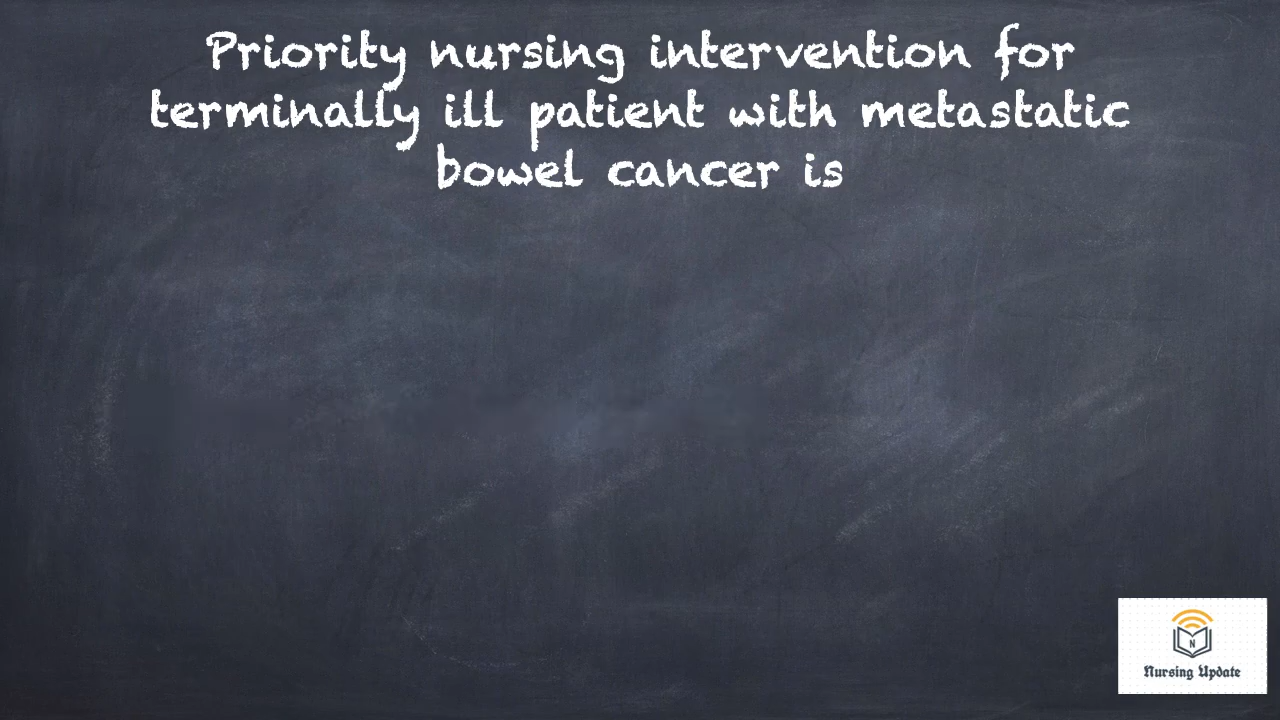 Priority nursing intervention for
terminally ill patient with metastatic
bowel cancer is
N
Nursing Update